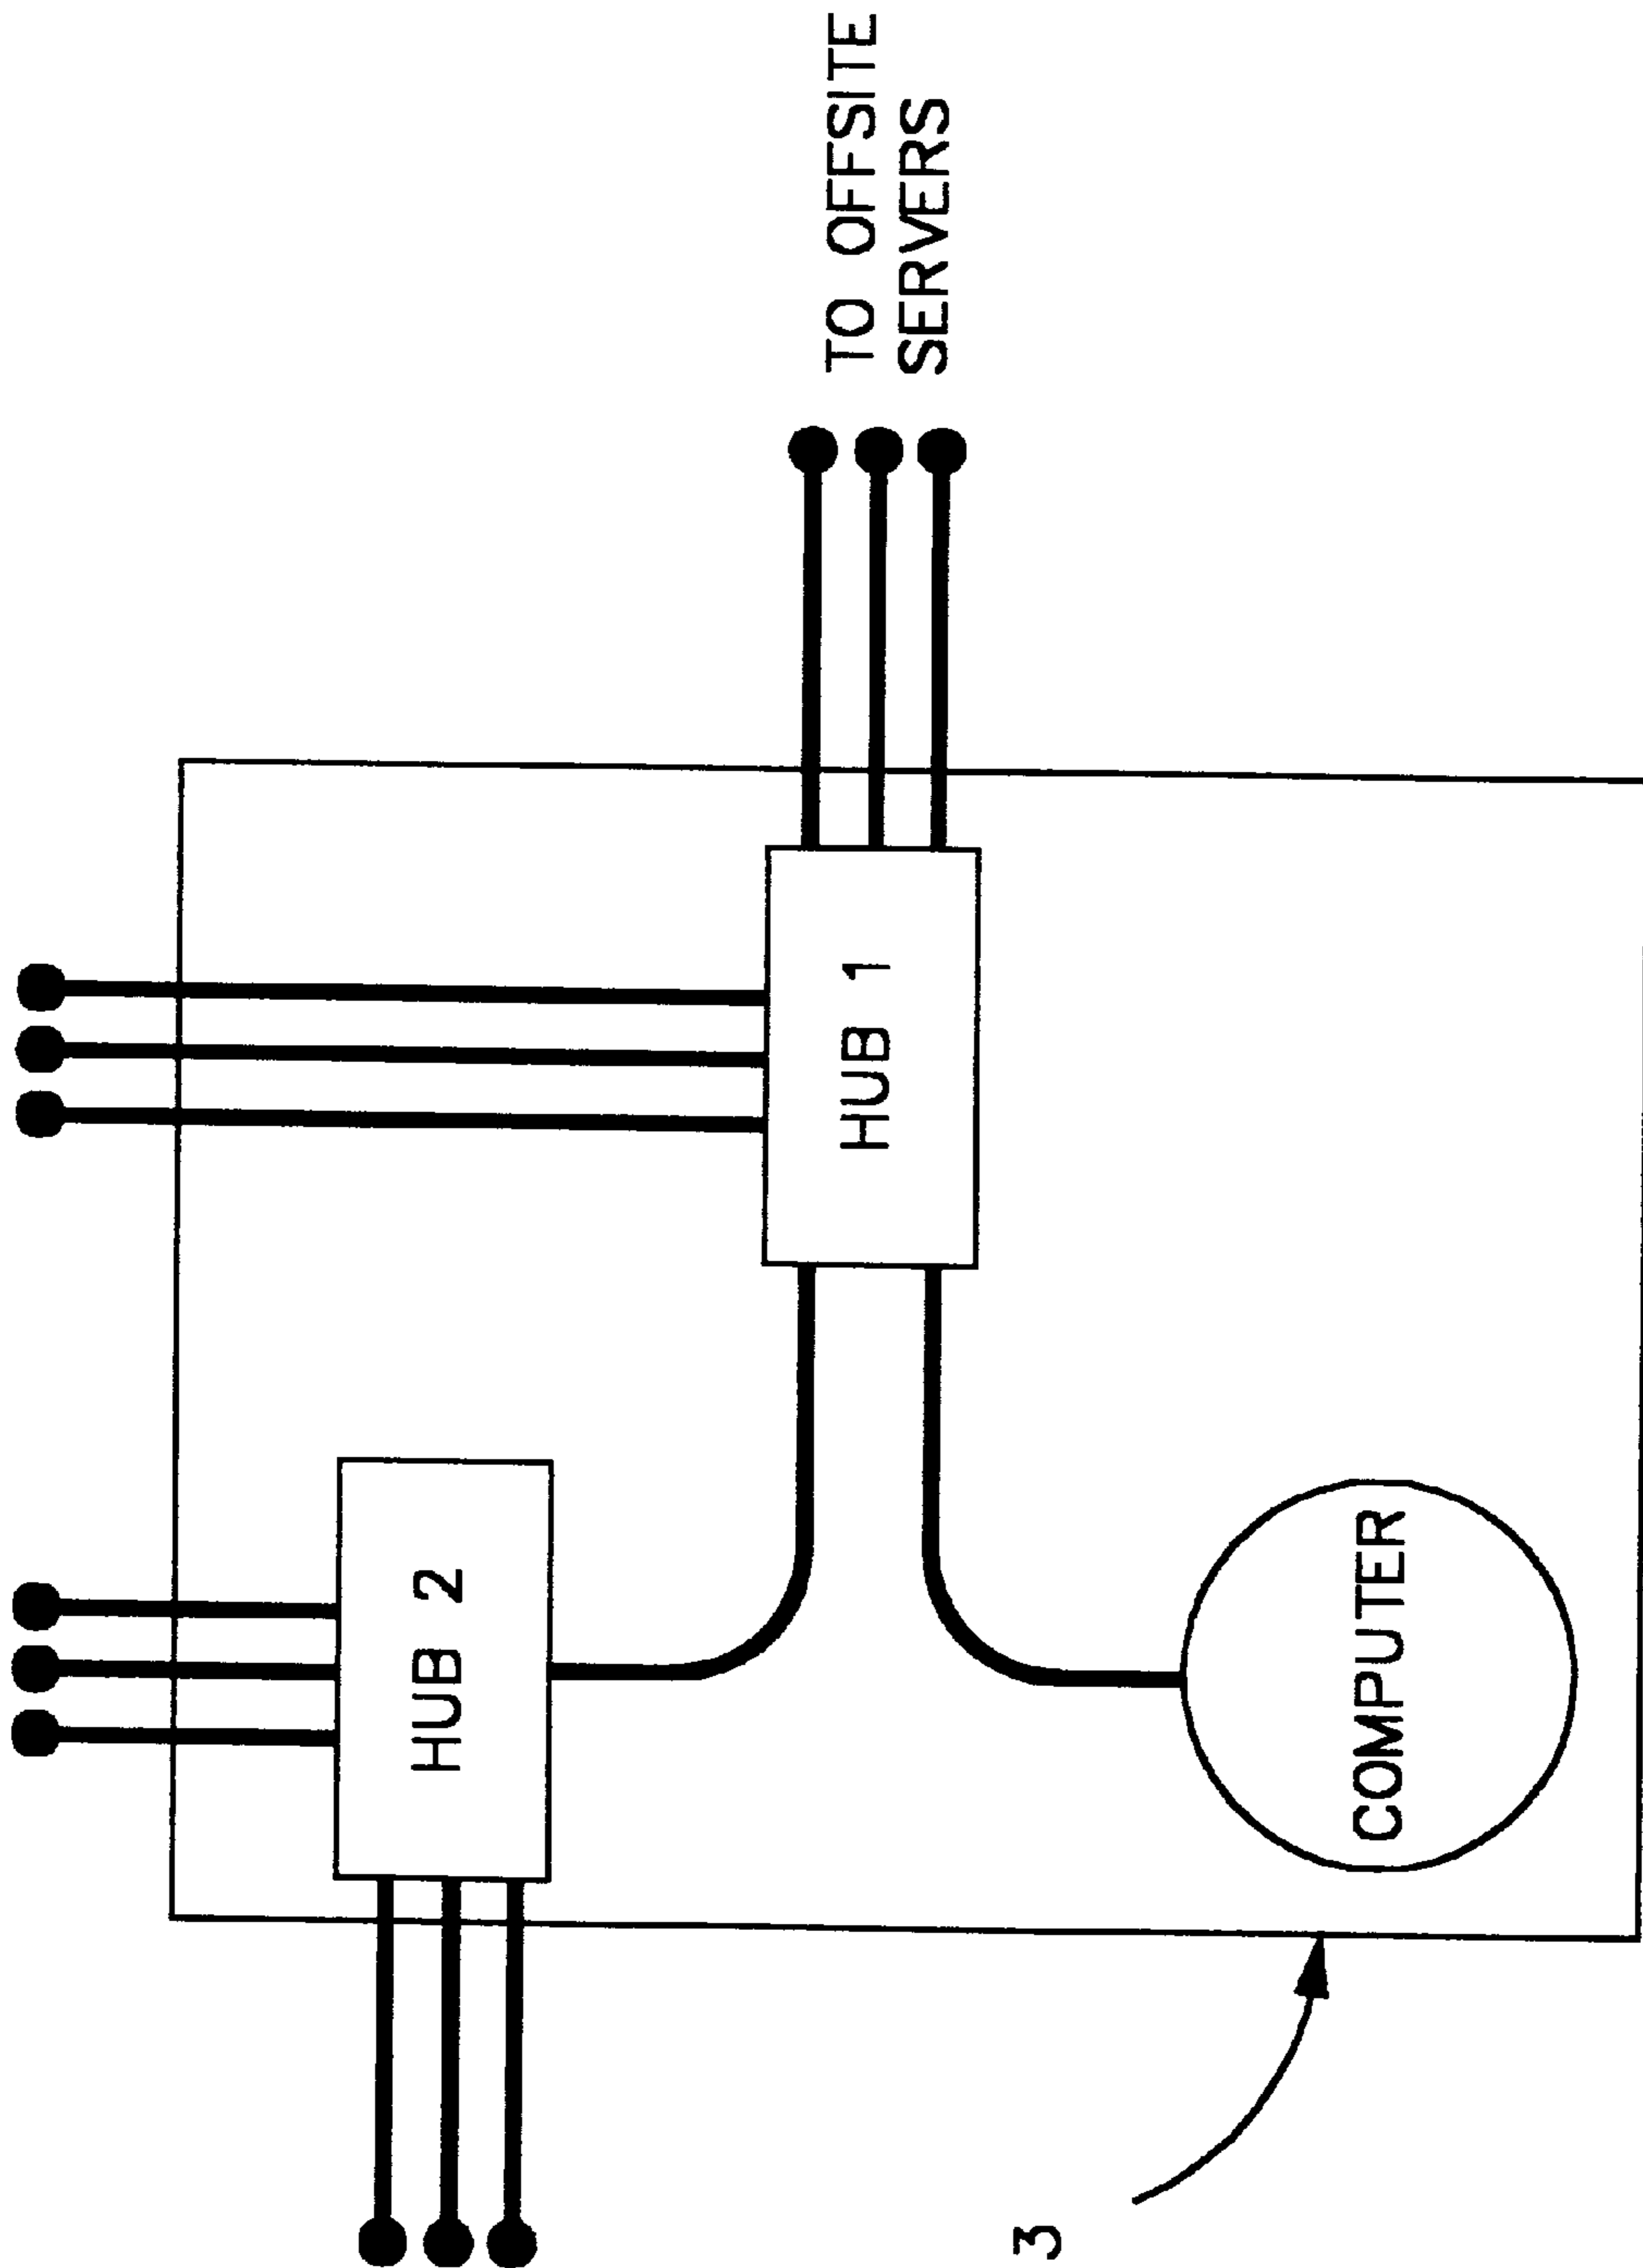 TO OFFSITE
SERVERS
HUB 1
HUB 2
COMPUTER
3